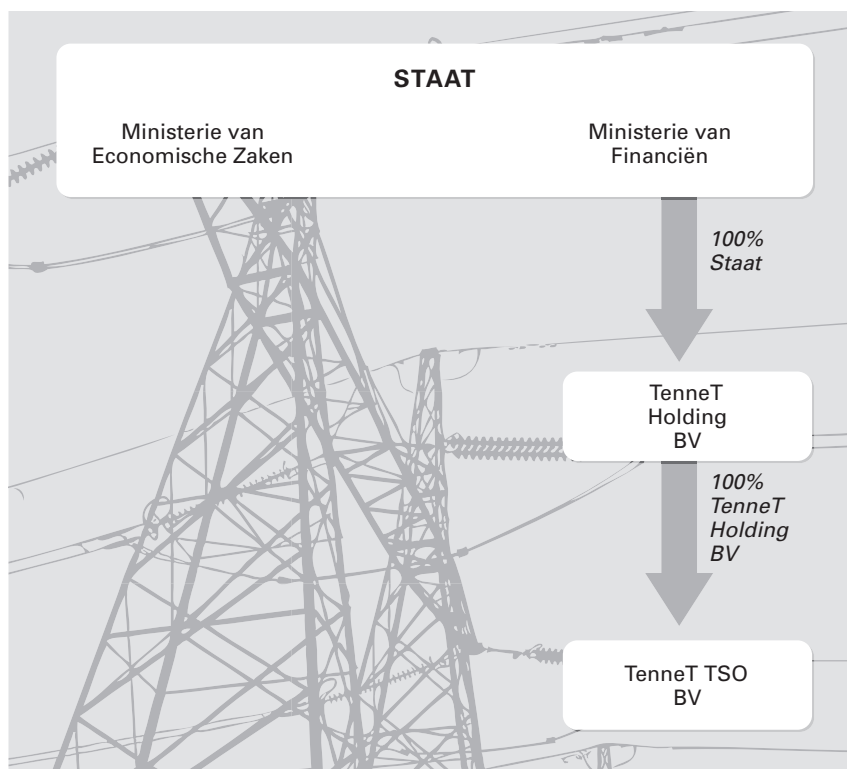 STAAT
Ministerie van
Economische Zaken
Ministerie van
Financiën
100%
Staat
TenneT
Holding
BV
100%
TenneT
Holding
BV
TenneT TSO
BV